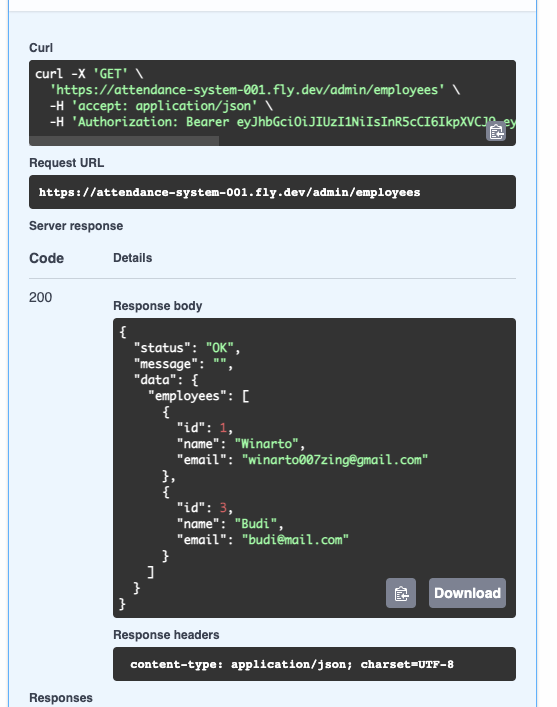 Curl
curl -X 'GET' \
'https://attendance-system-001.fly.dev/admin/employees' \
-H 'accept: application/json' \
-H 'Authorization: Bearer eyJhbGciOiJIUzI1NiIsInR5cCI6IkpXVCJ9.ey
Request URL
https://attendance-system-001.fly.dev/admin/employees
Server response
Code Details
200
Response body
{
"status": "OK",
"message": "",
"data": {
"employees": [
{
"id": 1,
"name": "Winarto",
"email": "winarto007zing@gmail.com"
},
{
"id": 3,
"name": "Budi",
"email": "budi@mail.com"
}
]
}
}
Download
Response headers
content-type: application/json; charset=UTF-8
Responses